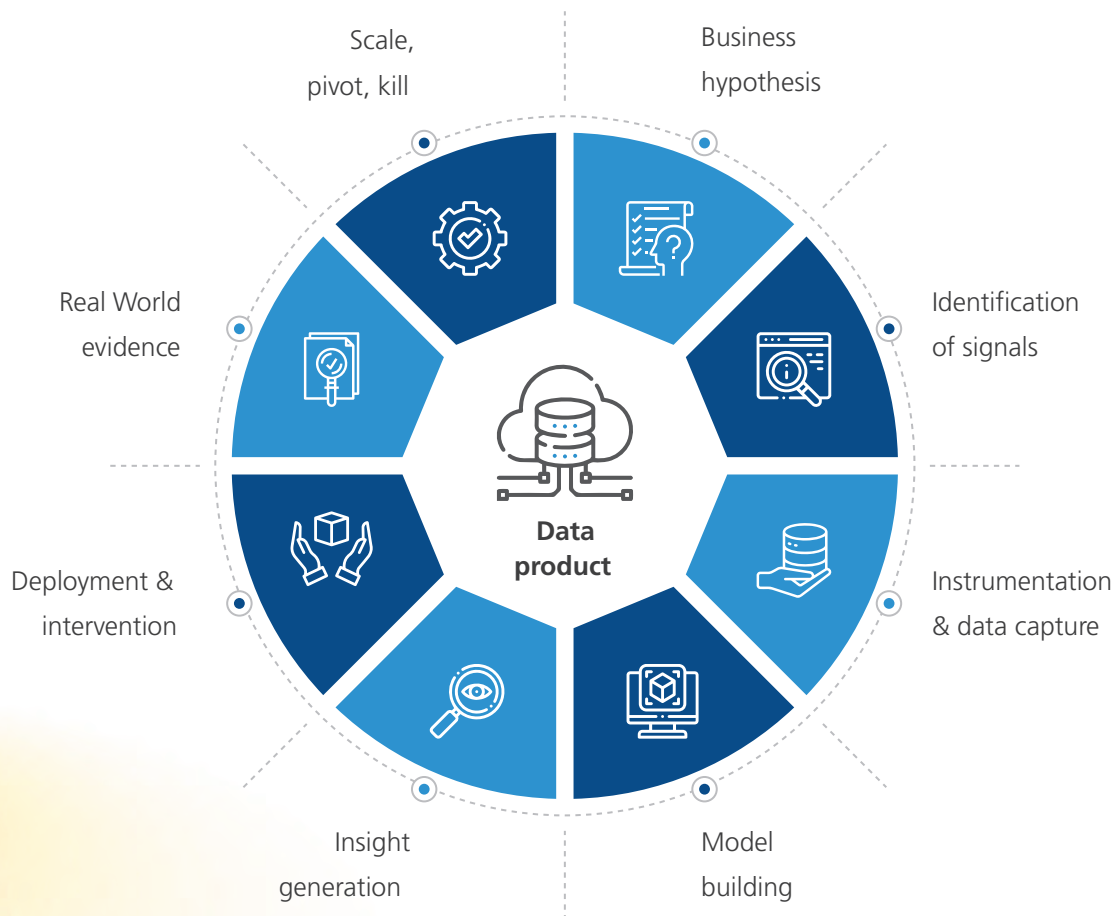 Scale,
pivot, kill
Business
hypothesis
Real World
evidence
Identification
of signals
Data
product
Deployment &
intervention
Instrumentation
& data capture
Insight
generation
Model
building